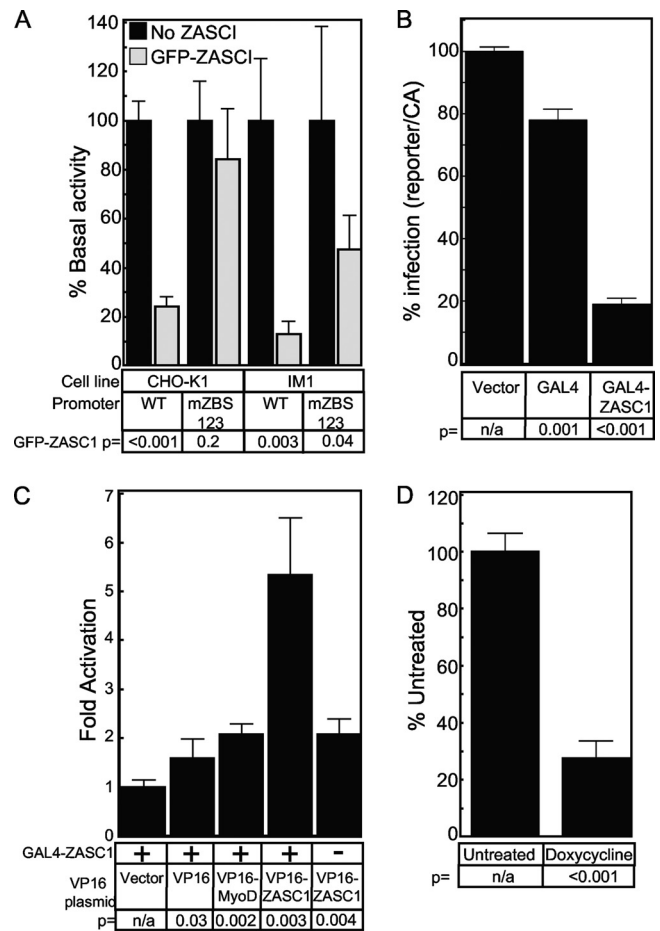 A
No ZASCI
GFP-ZASCI
140
120
100
80
60
40
20
0
% Basal activity
Cell line CHO-K1 IM1
Promoter WT mZBS 123 WT mZBS 123
GFP-ZASC1 p= <0.001 0.2 0.003 0.04
B
100
80
60
40
20
0
% infection (reporter/CA)
Vector GAL4 GAL4-
ZASC1
p= n/a 0.001 <0.001
C
7
6
5
4
3
2
1
0
Fold Activation
GAL4-ZASC1 + + + + -
VP16 Vector VP16 VP16- VP16- VP16-
plasmid MyoD ZASC1 ZASC1
p= n/a 0.03 0.002 0.003 0.004
D
120
100
80
60
40
20
0
% Untreated
Untreated Doxycycline
p= n/a <0.001